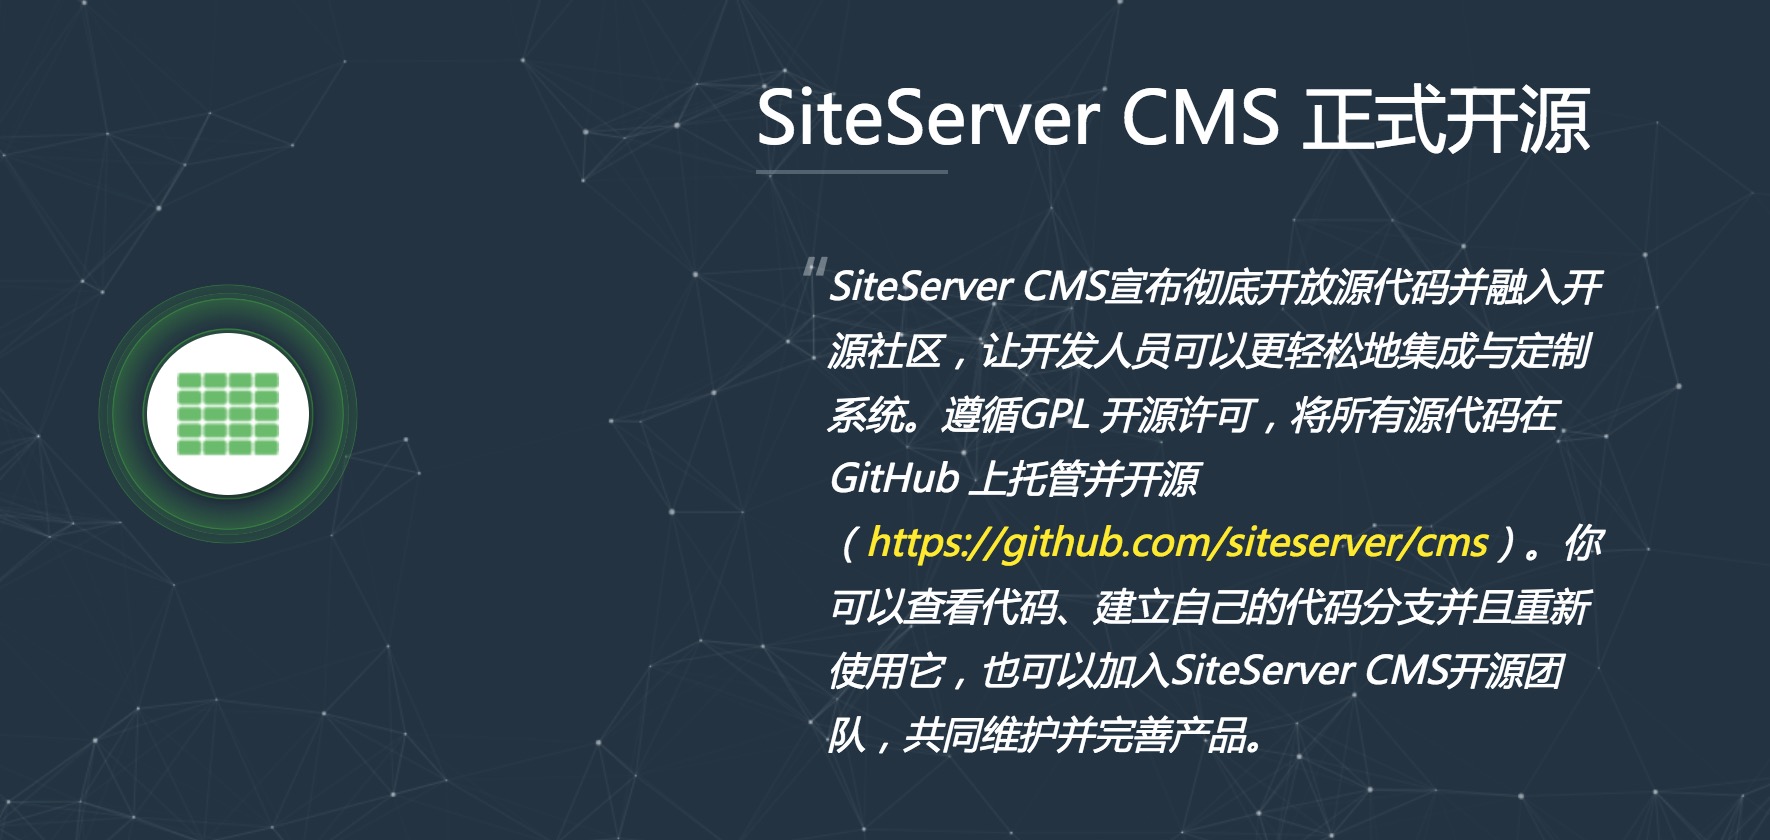 SiteServer CMS 正式开源
“
SiteServer CMS宣布彻底开放源代码并融入开
源社区，让开发人员可以更轻松地集成与定制
系统。遵循GPL 开源许可，将所有源代码在
GitHub 上托管并开源
（https://github.com/siteserver/cms）。你
可以查看代码、建立自己的代码分支并且重新
使用它，也可以加入SiteServer CMS开源团
队，共同维护并完善产品。